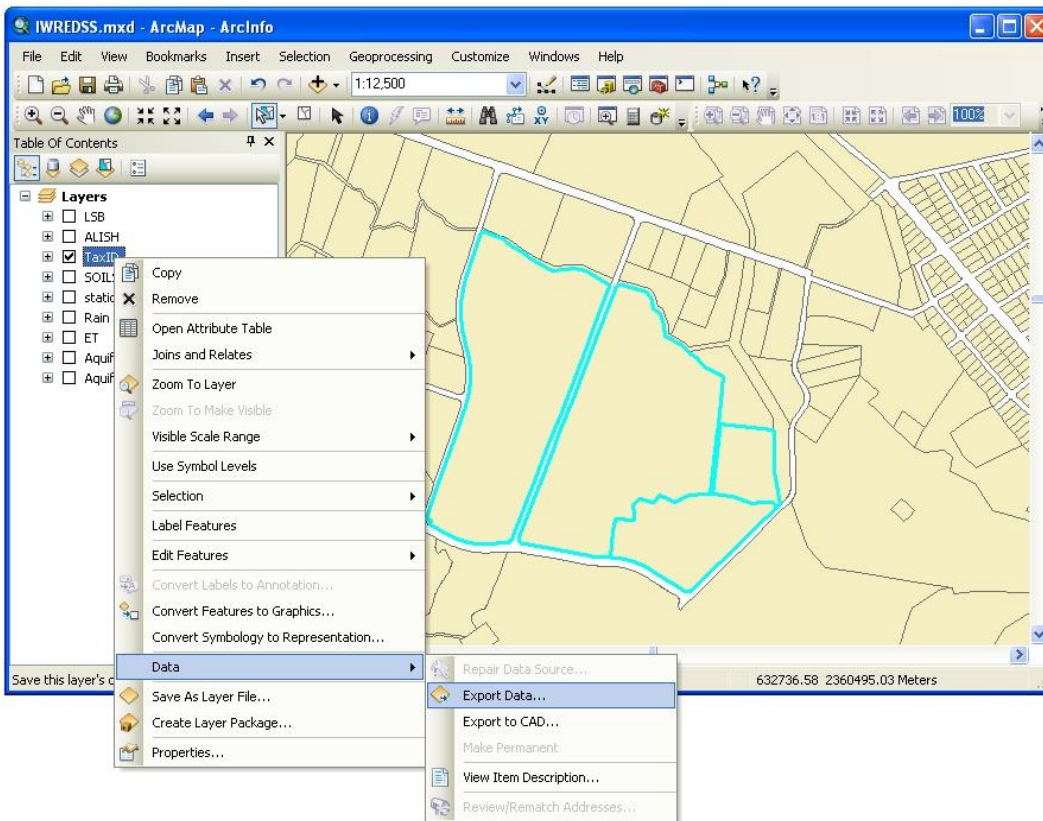 IWREDSS.mxd - ArcMap - ArcInfo
File Edit View Bookmarks Insert Selection Geoprocessing Customize Windows Help
1:12,500
100%
Table Of Contents
Layers
LSB
ALISH
TaxID
SOILS
static
Rain
ET
Aquif
Aquif
Copy
Remove
Open Attribute Table
Joins and Relates
Zoom To Layer
Zoom To Make Visible
Visible Scale Range
Use Symbol Levels
Selection
Label Features
Edit Features
Convert Labels to Annotation...
Convert Features to Graphics...
Convert Symbology to Representation...
Data
Save As Layer File...
Create Layer Package...
Properties...
Repair Data Source...
Export Data...
Export to CAD...
Make Permanent
View Item Description...
Review/Rematch Addresses...
Save this layer's
632736.58 2360495.03 Meters